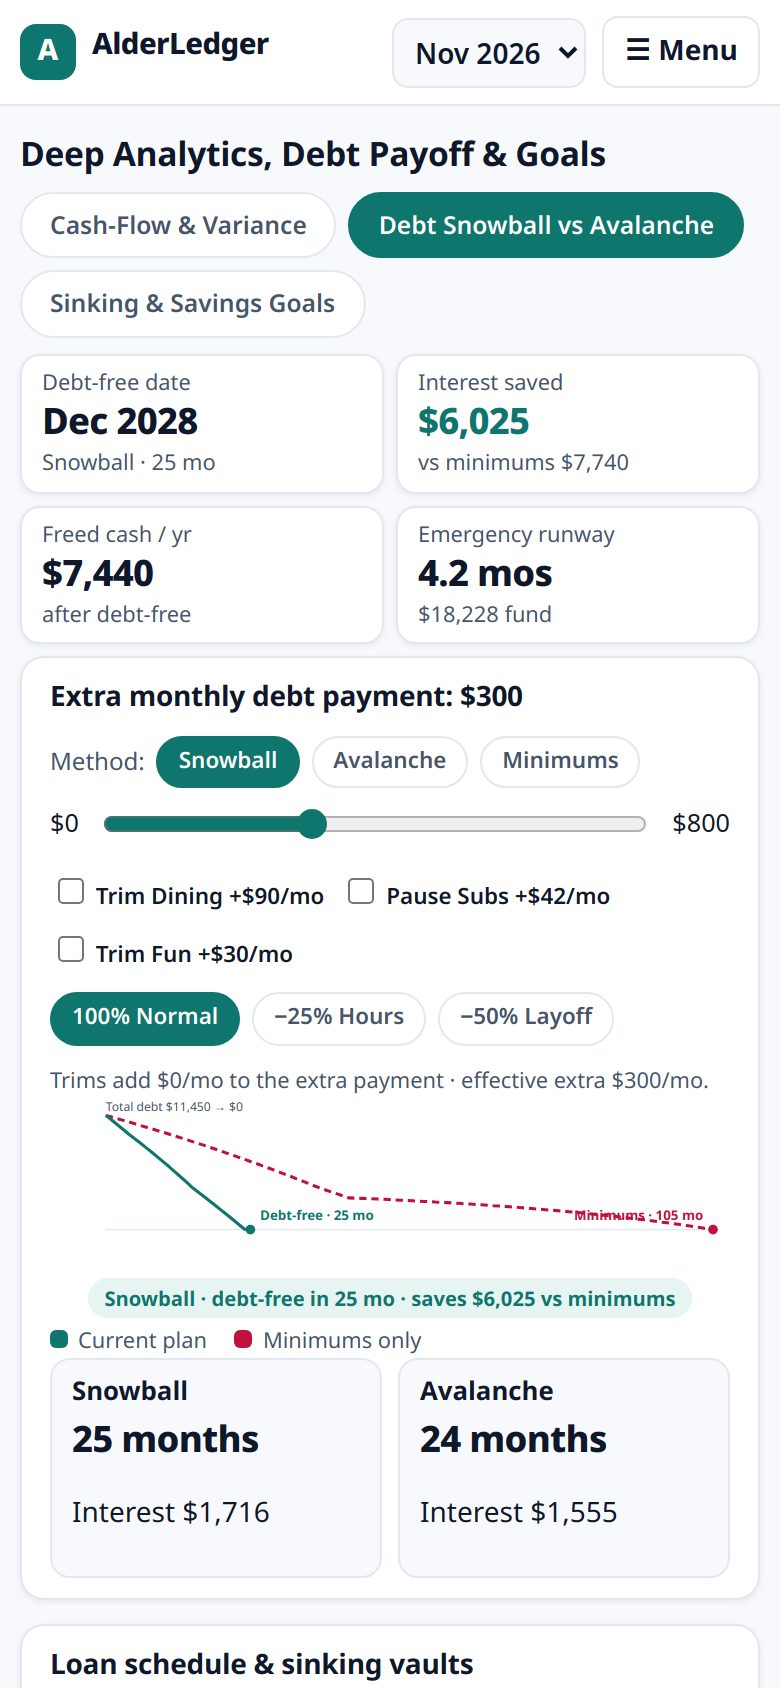 A AlderLedger Nov 2026 ☰ Menu
Deep Analytics, Debt Payoff & Goals
Cash-Flow & Variance Debt Snowball vs Avalanche
Sinking & Savings Goals
Debt-free date
Dec 2028
Snowball · 25 mo
Interest saved
$6,025
vs minimums $7,740
Freed cash / yr
$7,440
after debt-free
Emergency runway
4.2 mos
$18,228 fund
Extra monthly debt payment: $300
Method: Snowball Avalanche Minimums
$0 $800
Trim Dining +$90/mo Pause Subs +$42/mo
Trim Fun +$30/mo
100% Normal −25% Hours −50% Layoff
Trims add $0/mo to the extra payment · effective extra $300/mo.
Total debt $11,450 → $0
Debt-free · 25 mo Minimums · 105 mo
Snowball · debt-free in 25 mo · saves $6,025 vs minimums
Current plan Minimums only
Snowball
25 months
Interest $1,716
Avalanche
24 months
Interest $1,555
Loan schedule & sinking vaults